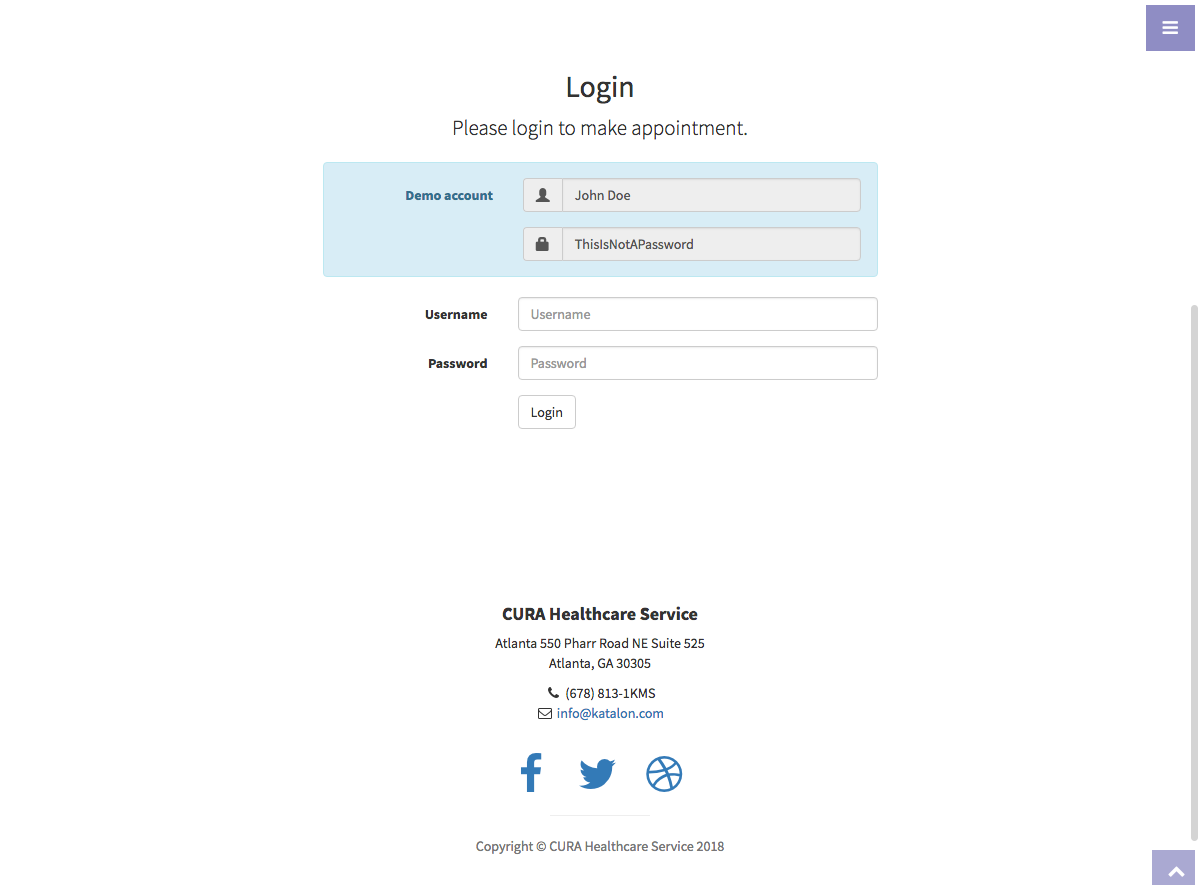 Login
Please login to make appointment.
Demo account
John Doe
ThisIsNotAPassword
Username
Username
Password
Password
Login
CURA Healthcare Service
Atlanta 550 Pharr Road NE Suite 525
Atlanta, GA 30305
(678) 813-1KMS
info@katalon.com
Copyright © CURA Healthcare Service 2018